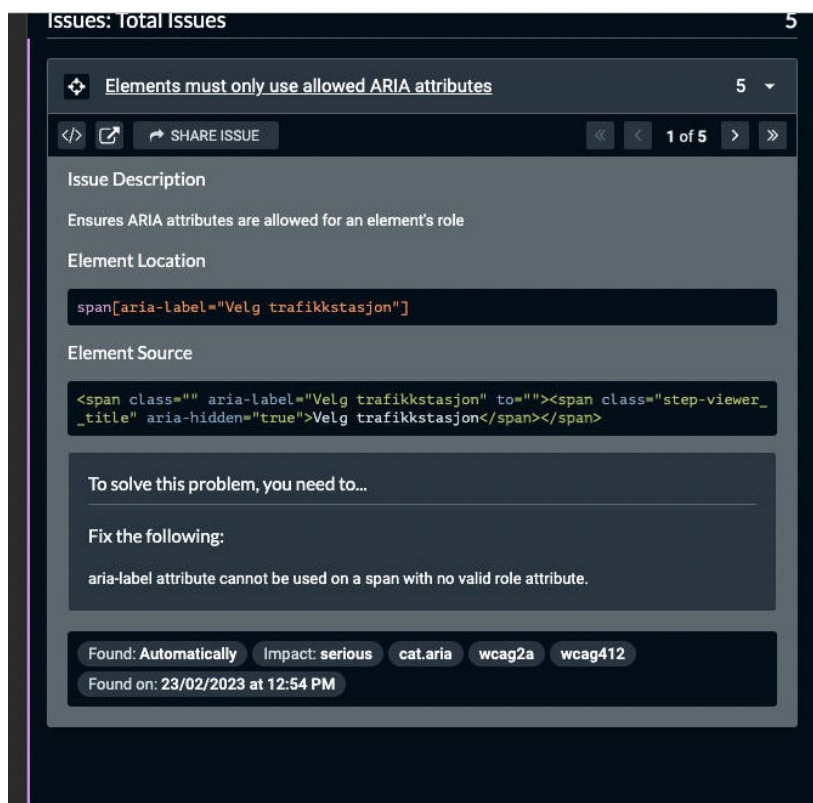 Issues: Total Issues 5
Elements must only use allowed ARIA attributes 5
</> SHARE ISSUE « < 1 of 5 > »
Issue Description
Ensures ARIA attributes are allowed for an element's role
Element Location
span[aria-label="Velg trafikkstasjon"]
Element Source
<span class="" aria-label="Velg trafikkstasjon" to=""><span class="step-viewer_
_title" aria-hidden="true">Velg trafikkstasjon</span></span>
To solve this problem, you need to...
Fix the following:
aria-label attribute cannot be used on a span with no valid role attribute.
Found: Automatically Impact: serious cat.aria wcag2a wcag412
Found on: 23/02/2023 at 12:54 PM